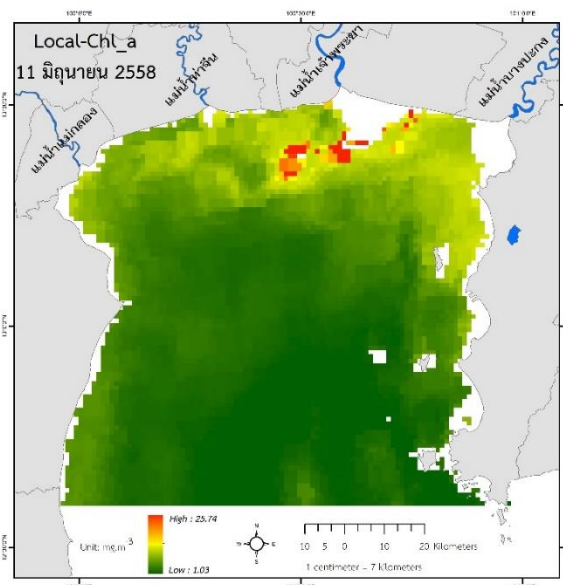 Local-Chl_a
11 มิถุนายน 2558
แม่น้ำแม่กลอง
แม่น้ำท่าจีน
แม่น้ำเจ้าพระยา
แม่น้ำบางปะกง
High : 25.74
Unit: mg.m 3
Low : 1.03
N
S
10 5 0 10 20 Kilometers
1 centimeter = 7 kilometers